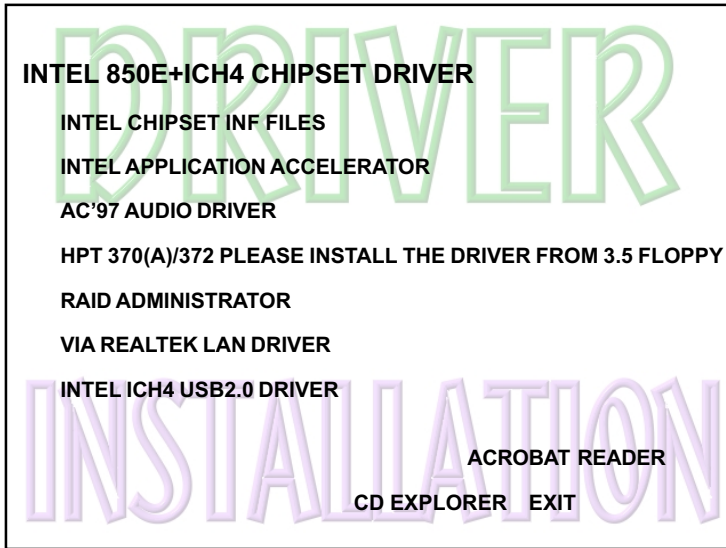 DRIVER
INTEL 850E+ICH4 CHIPSET DRIVER
INTEL CHIPSET INF FILES
INTEL APPLICATION ACCELERATOR
AC’97 AUDIO DRIVER
HPT 370(A)/372 PLEASE INSTALL THE DRIVER FROM 3.5 FLOPPY
RAID ADMINISTRATOR
VIA REALTEK LAN DRIVER
INTEL ICH4 USB2.0 DRIVER
INSTALLATION
ACROBAT READER
CD EXPLORER EXIT